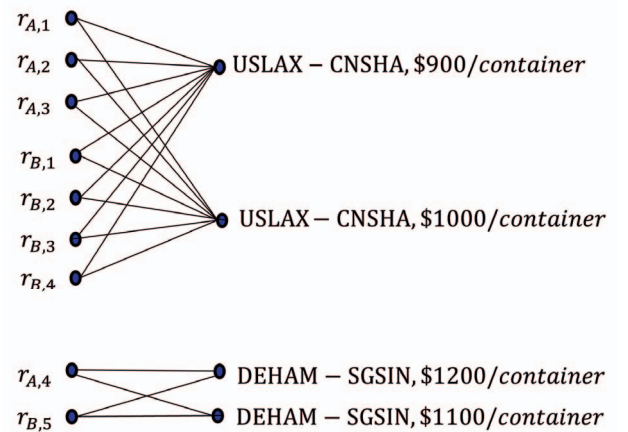 r_{A,1}
r_{A,2}
USLAX – CNSHA, $900/container
r_{A,3}
r_{B,1}
r_{B,2}
USLAX – CNSHA, $1000/container
r_{B,3}
r_{B,4}
r_{A,4}
DEHAM – SGSIN, $1200/container
r_{B,5}
DEHAM – SGSIN, $1100/container